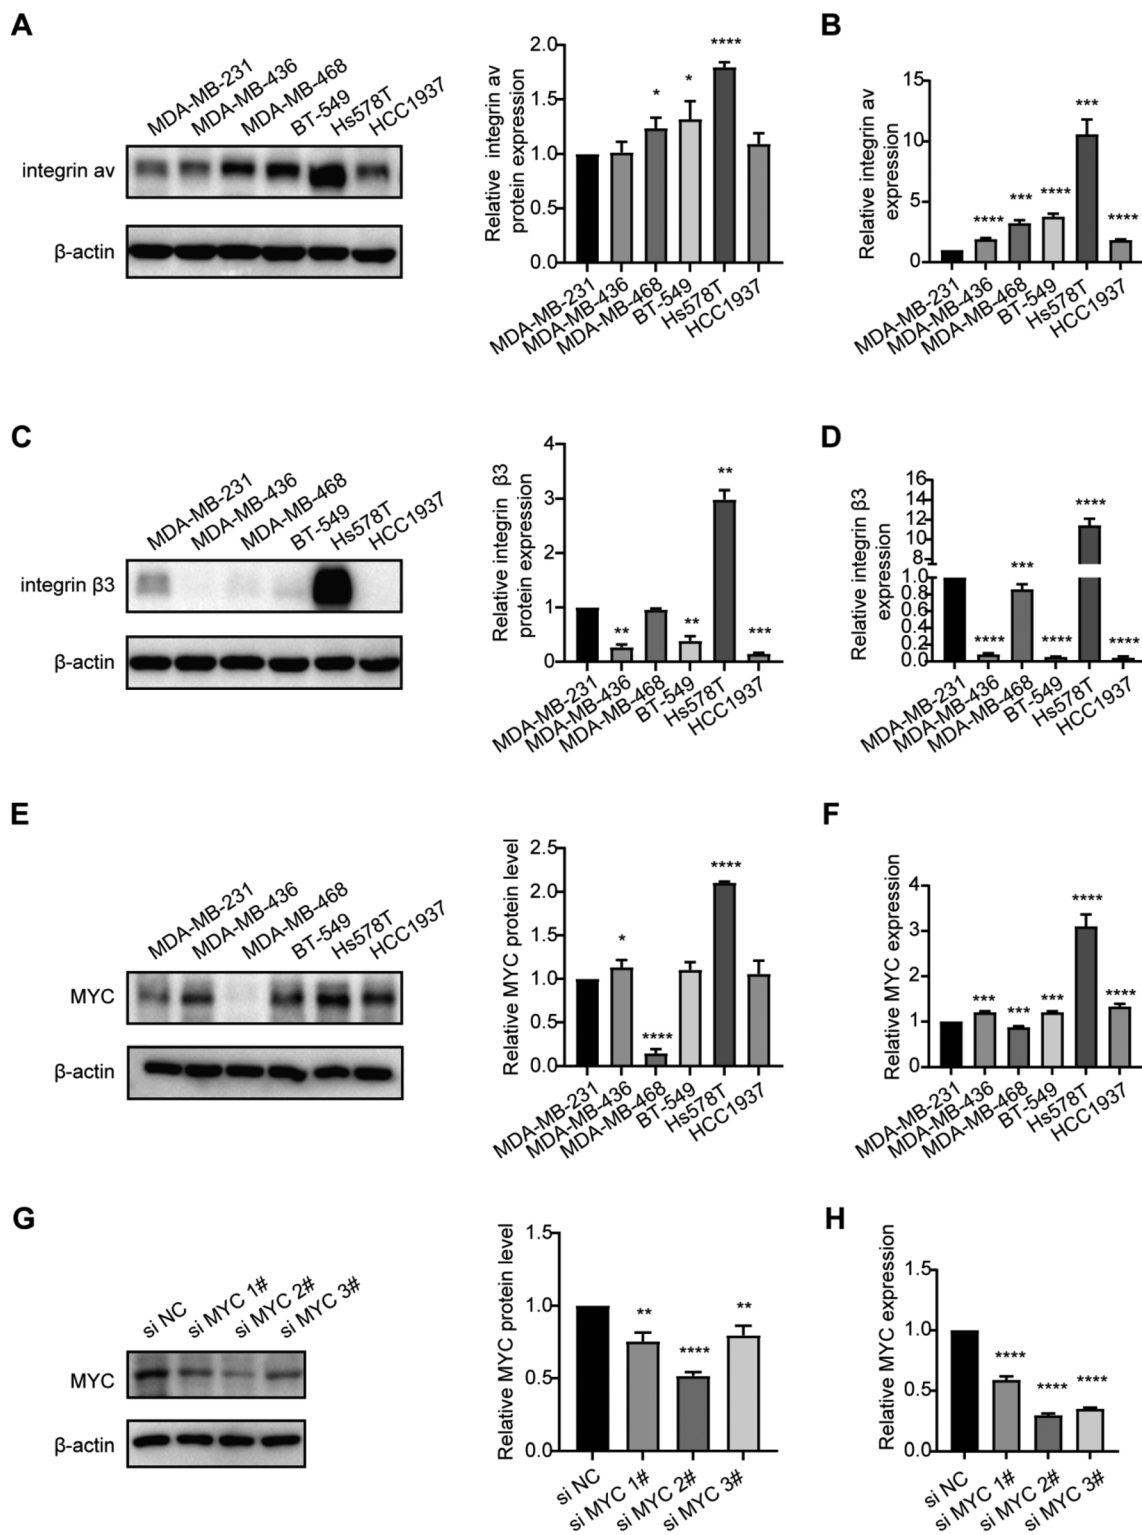 A
MDA-MB-231
MDA-MB-436
MDA-MB-468
BT-549
Hs578T
HCC1937
integrin av
β-actin
Relative integrin av
protein expression
2.0
1.5
1.0
0.5
0.0
*
*
****
MDA-MB-231
MDA-MB-436
MDA-MB-468
BT-549
Hs578T
HCC1937
B
Relative integrin av
expression
15
10
5
0
****
***
****
***
****
MDA-MB-231
MDA-MB-436
MDA-MB-468
BT-549
Hs578T
HCC1937
C
MDA-MB-231
MDA-MB-436
MDA-MB-468
BT-549
Hs578T
HCC1937
integrin β3
β-actin
Relative integrin β3
protein expression
4
3
2
1
0
**
**
**
***
MDA-MB-231
MDA-MB-436
MDA-MB-468
BT-549
Hs578T
HCC1937
D
Relative integrin β3
expression
16
14
12
10
8
1.0
0.8
0.6
0.4
0.2
0.0
****
***
****
****
****
MDA-MB-231
MDA-MB-436
MDA-MB-468
BT-549
Hs578T
HCC1937
E
MDA-MB-231
MDA-MB-436
MDA-MB-468
BT-549
Hs578T
HCC1937
MYC
β-actin
Relative MYC protein level
2.5
2.0
1.5
1.0
0.5
0.0
*
****
****
MDA-MB-231
MDA-MB-436
MDA-MB-468
BT-549
Hs578T
HCC1937
F
Relative MYC expression
4
3
2
1
0
***
***
***
****
****
MDA-MB-231
MDA-MB-436
MDA-MB-468
BT-549
Hs578T
HCC1937
G
si NC
si MYC 1#
si MYC 2#
si MYC 3#
MYC
β-actin
Relative MYC protein level
1.5
1.0
0.5
0.0
**
****
**
si NC
si MYC 1#
si MYC 2#
si MYC 3#
H
Relative MYC expression
1.5
1.0
0.5
0.0
****
****
****
si NC
si MYC 1#
si MYC 2#
si MYC 3#